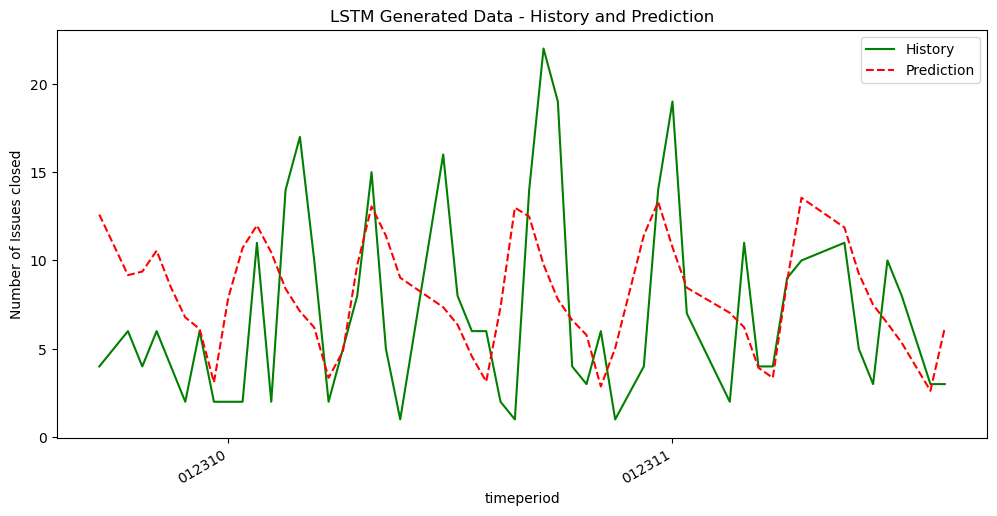 LSTM Generated Data - History and Prediction
History
Prediction
Number of Issues closed
20
15
10
5
0
012310
012311
timeperiod